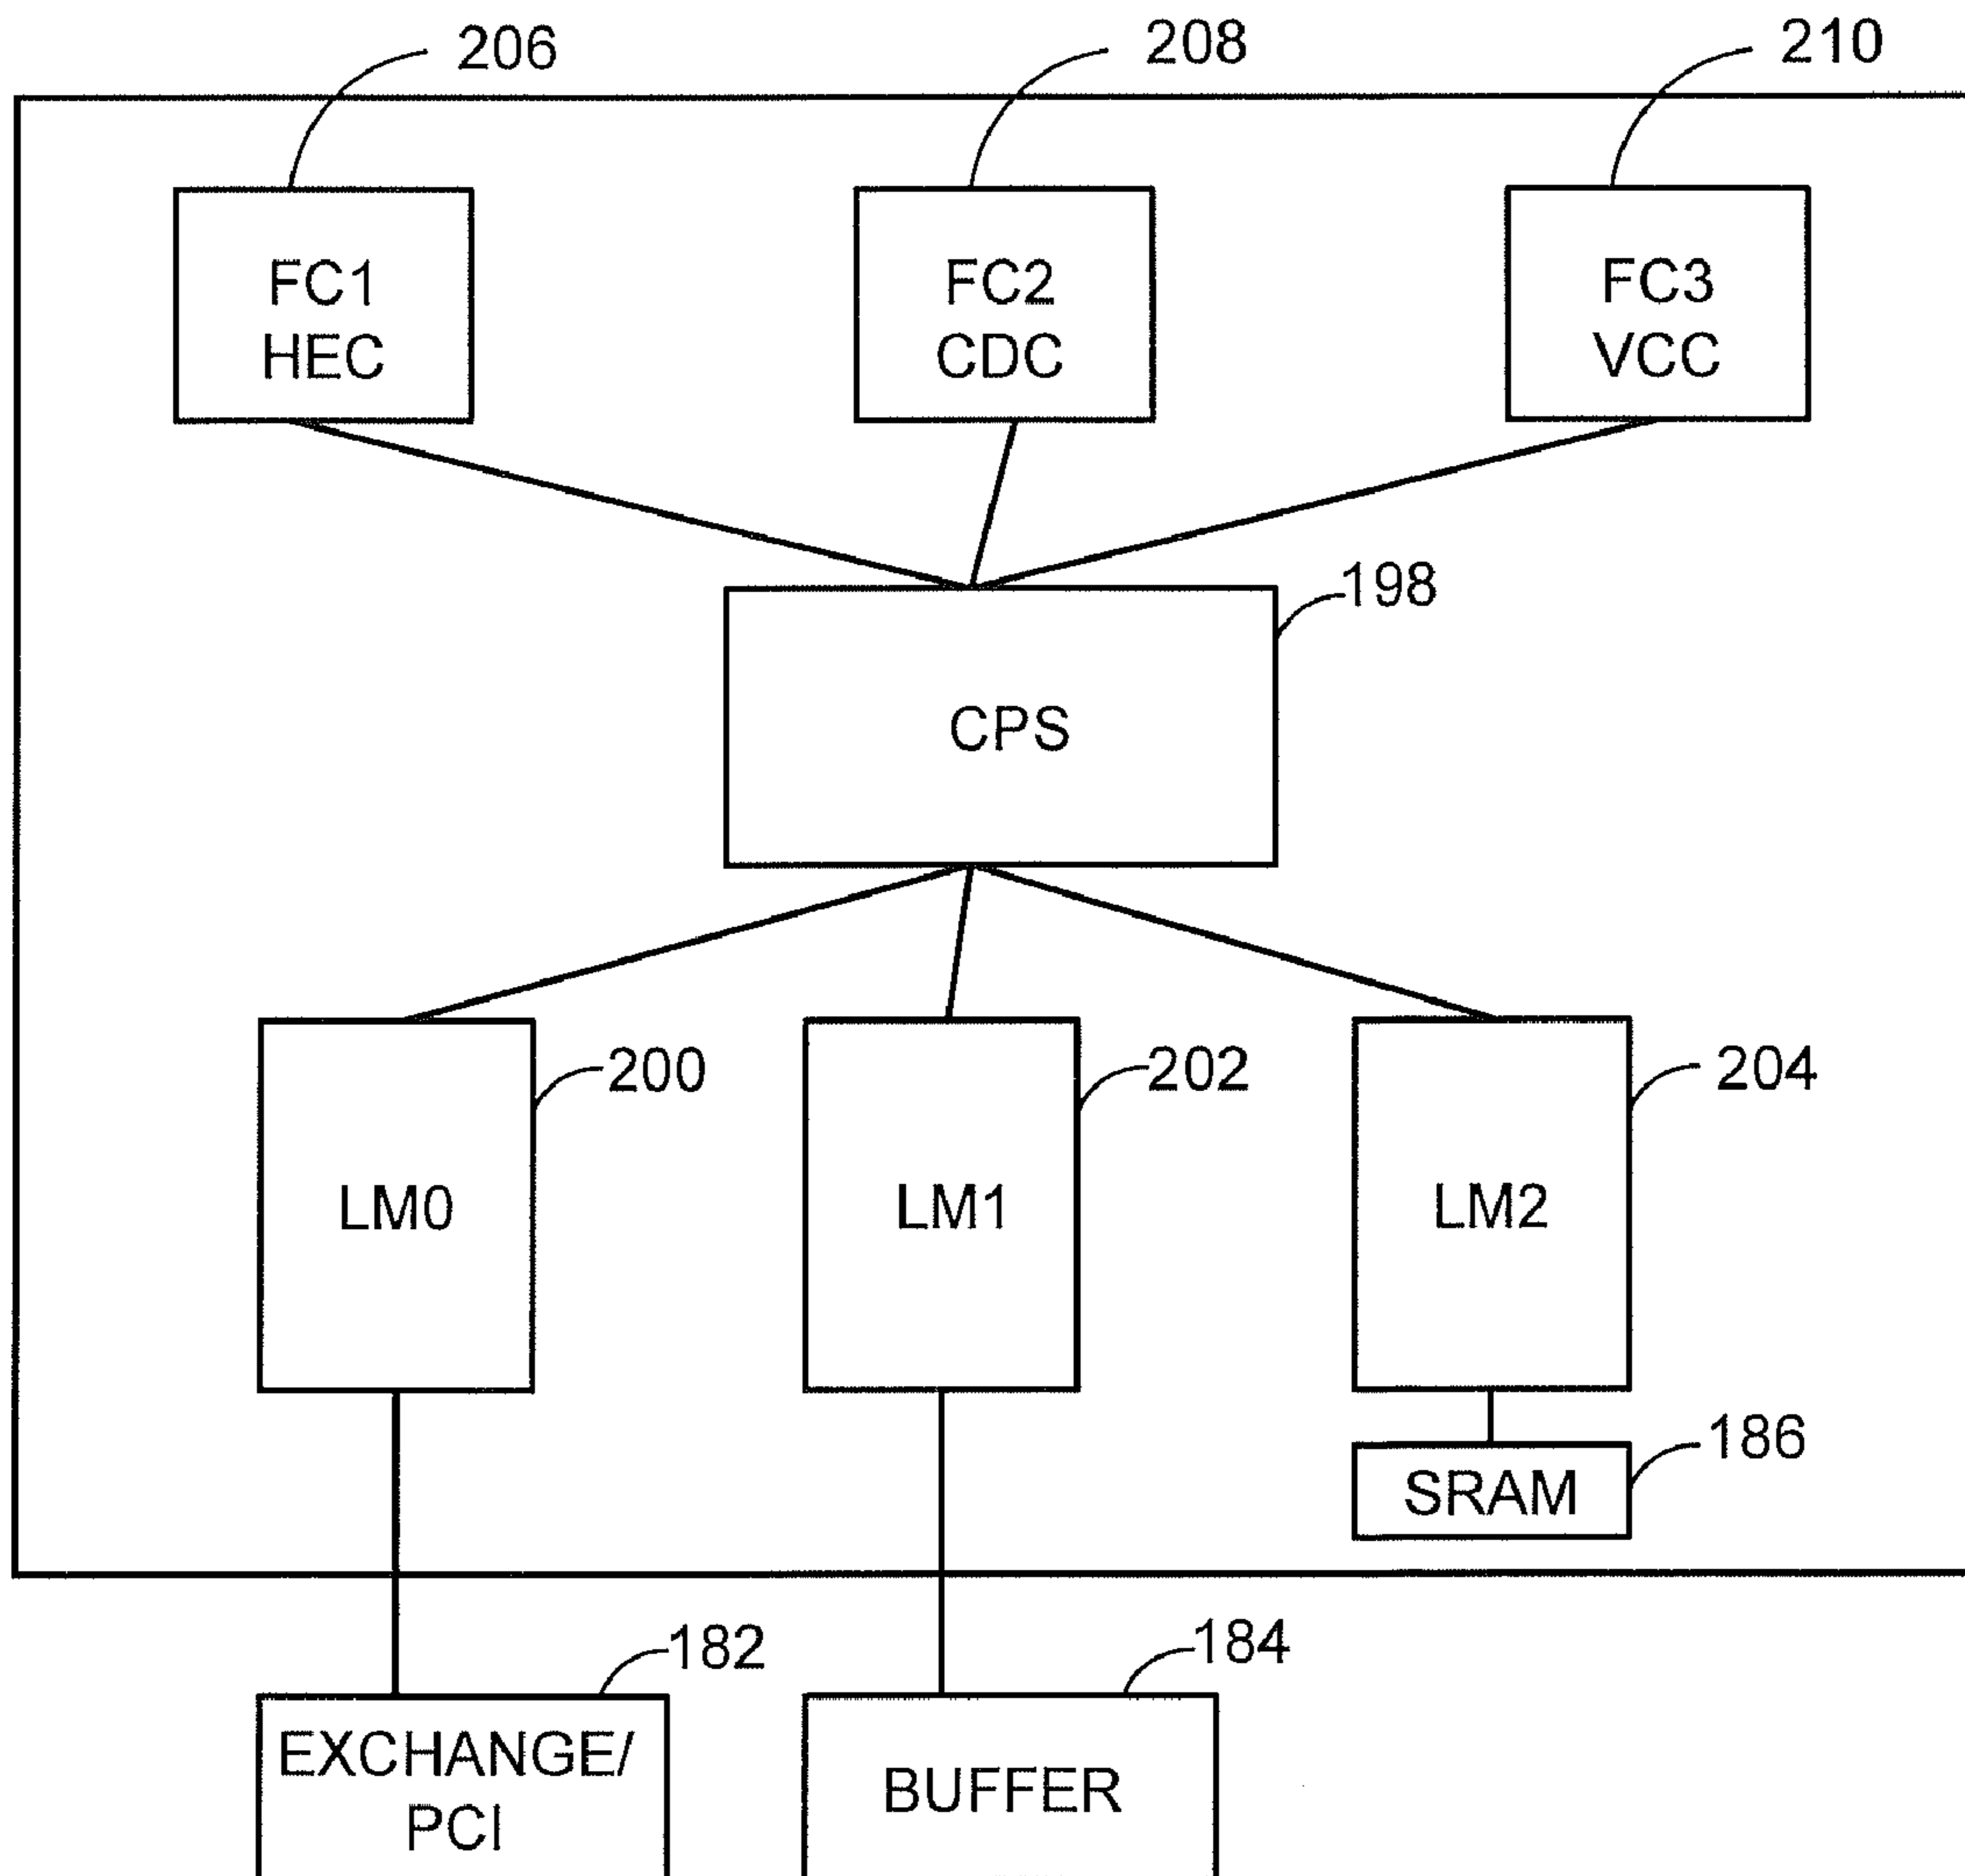 206
208
210
FC1
HEC
FC2
CDC
FC3
VCC
198
CPS
200
202
204
LM0
LM1
LM2
186
SRAM
182
184
EXCHANGE/
PCI
BUFFER